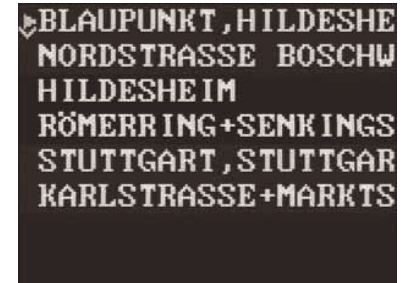 BLAUPUNKT,HILDESHE
NORDSTRASSE BOSCHW
HILDESHEIM
RÖMERRING+SENKINGS
STUTTGART,STUTTGAR
KARLSTRASSE+MARKTS